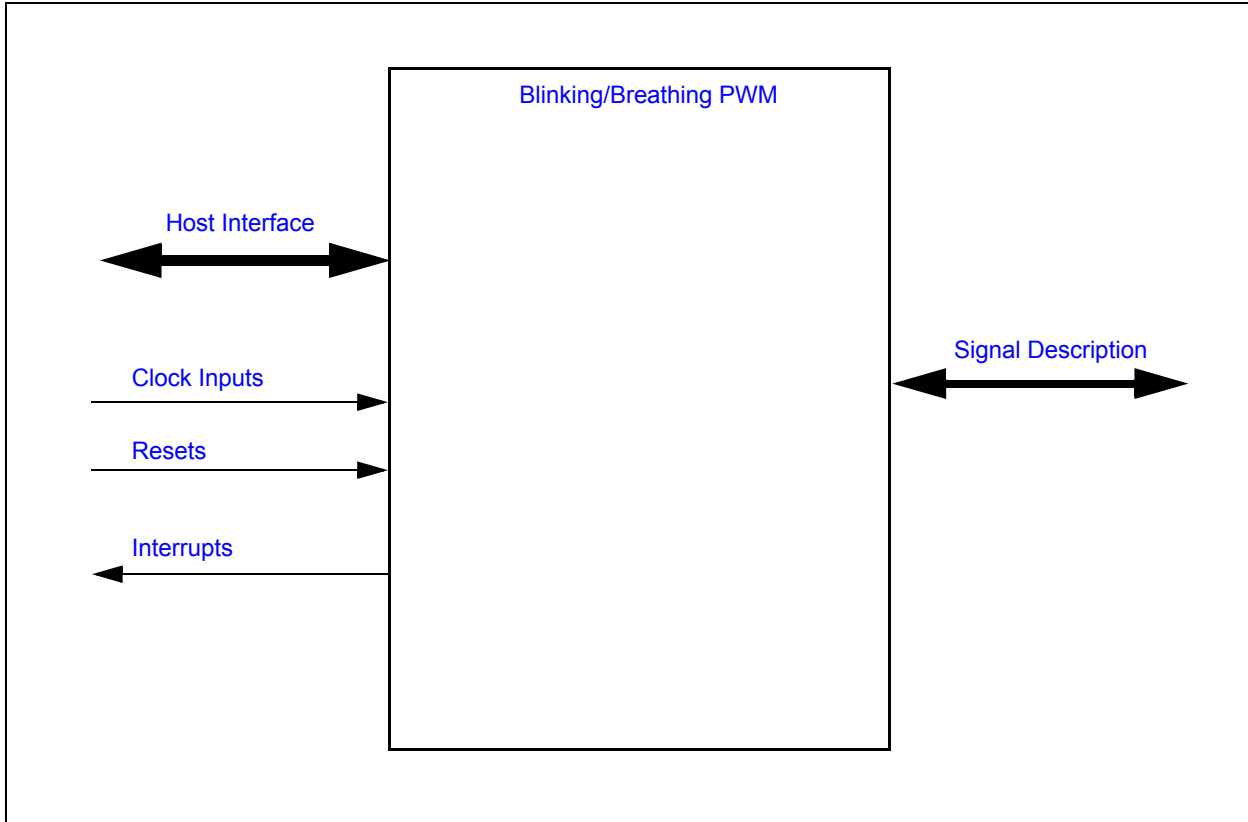 Blinking/Breathing PWM
Host Interface
Signal Description
Clock Inputs
Resets
Interrupts